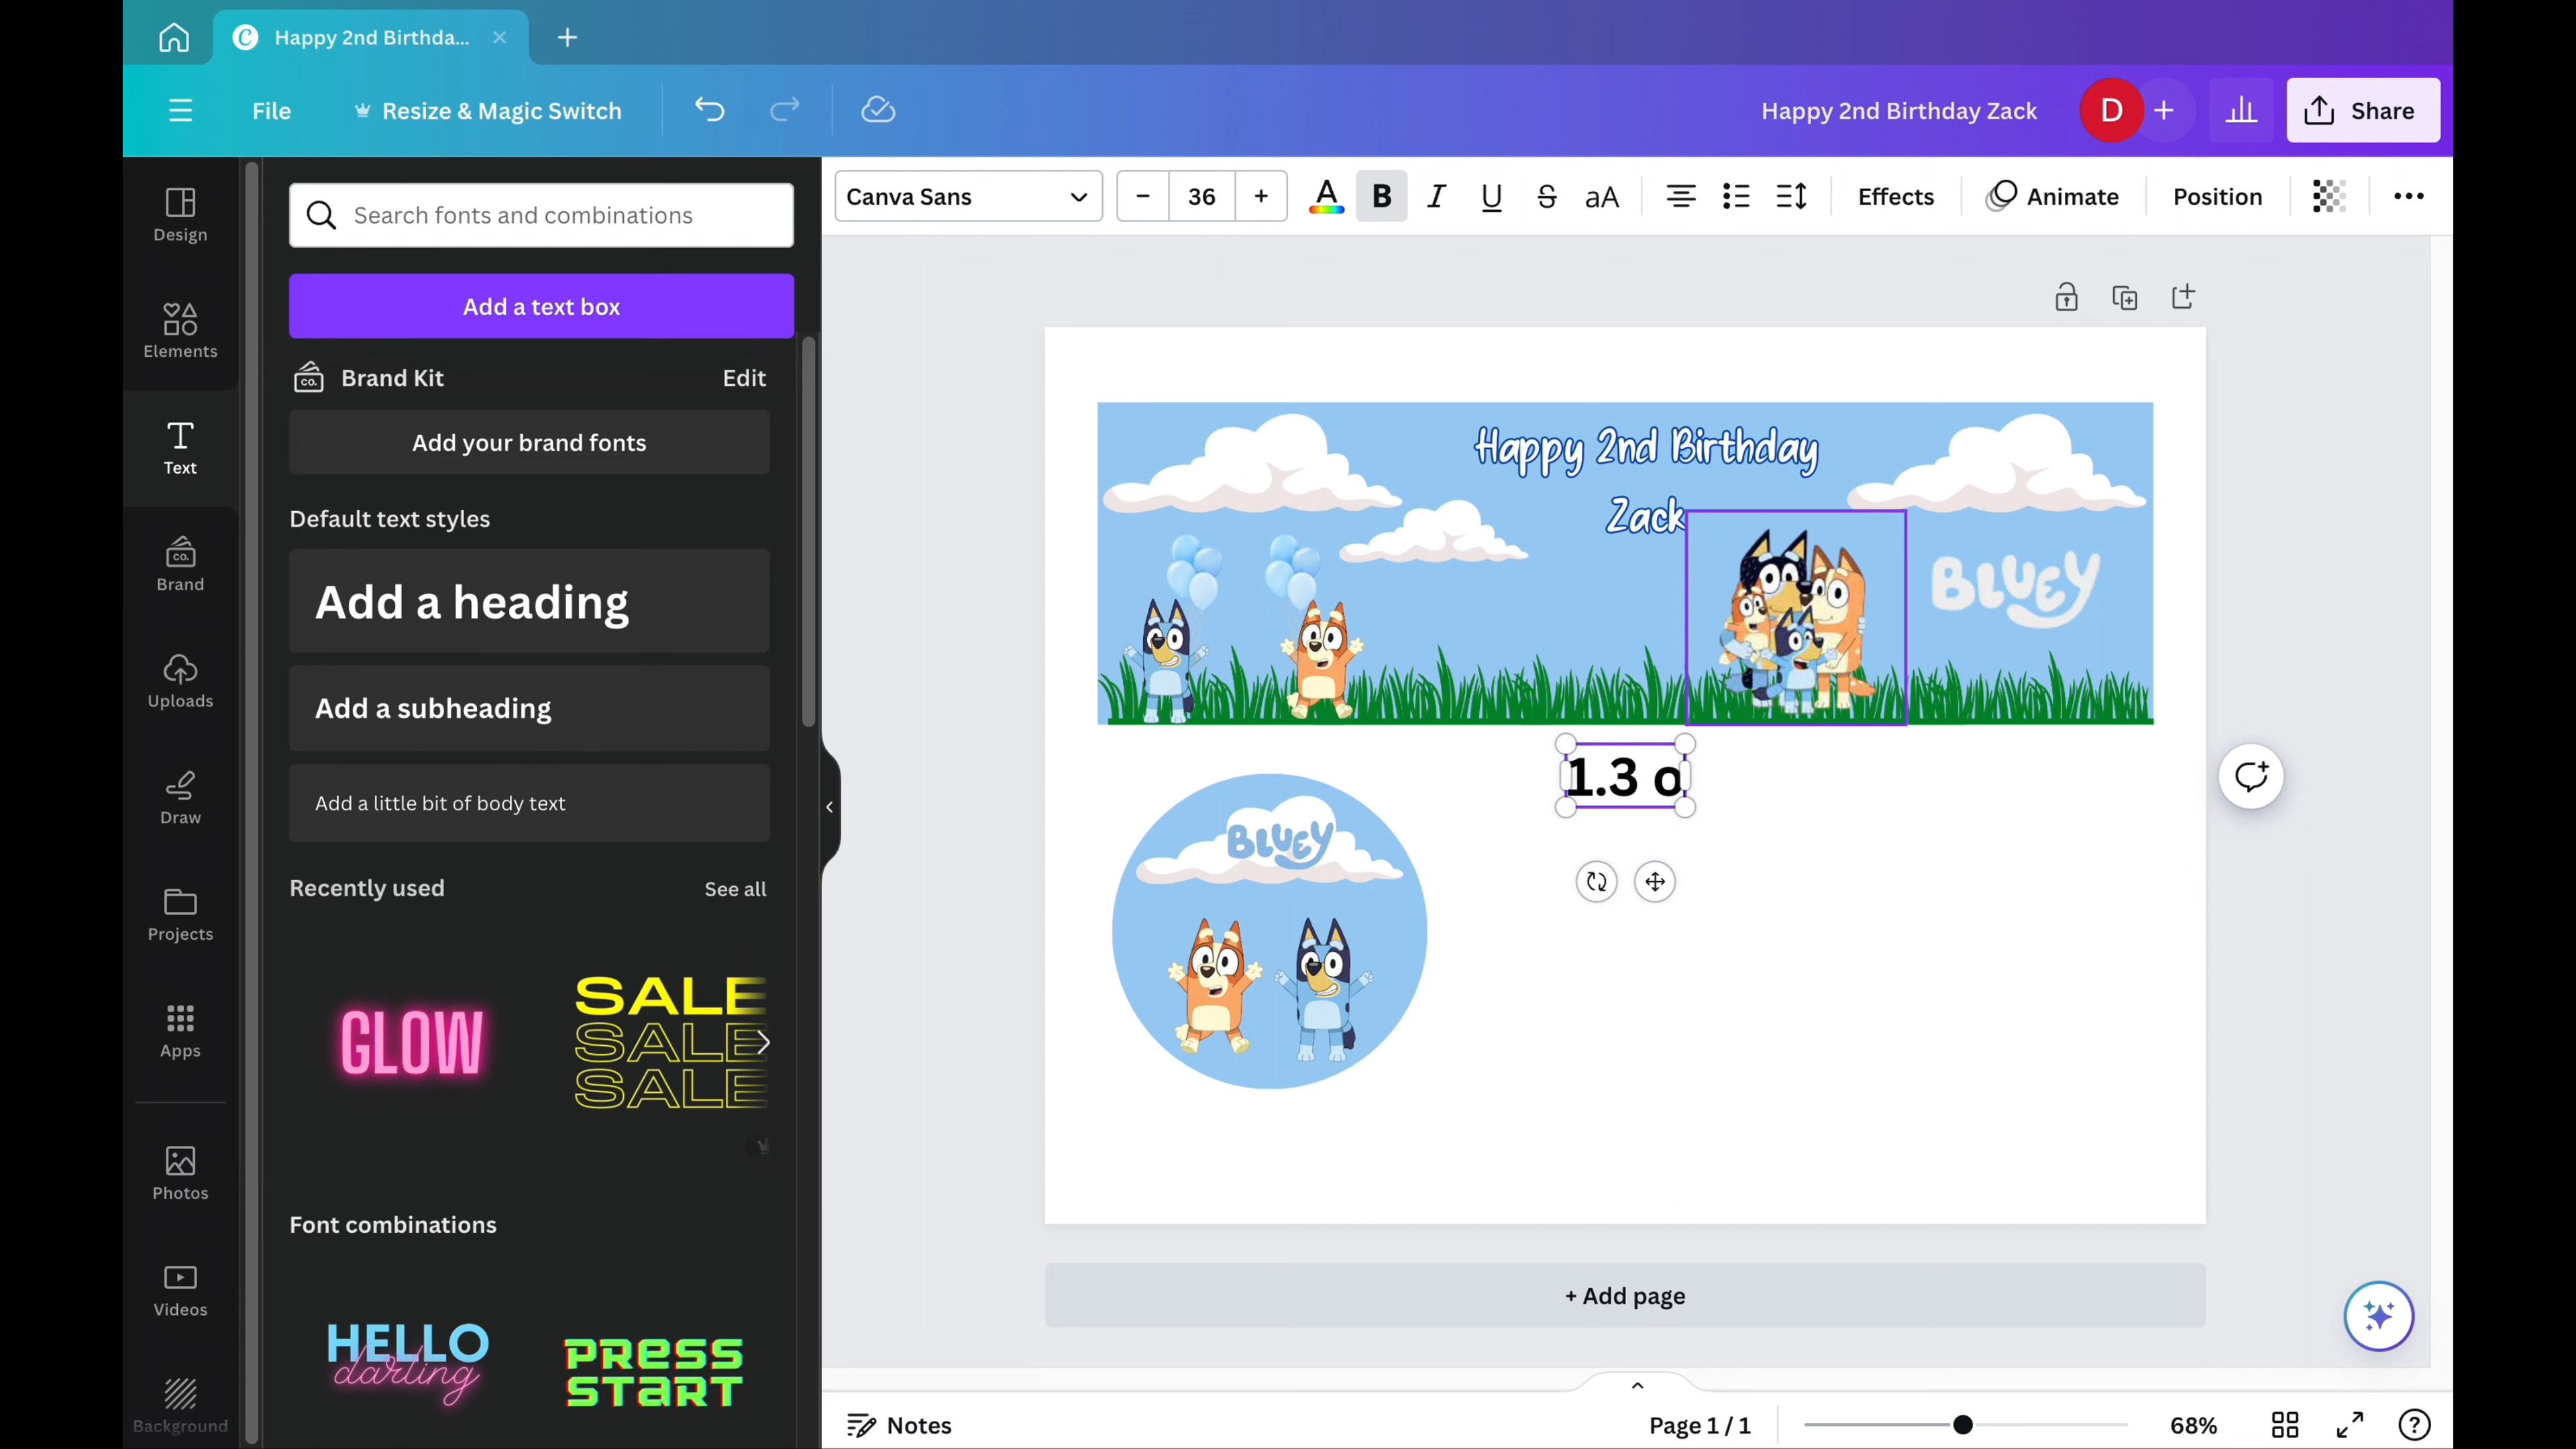 Happy 2nd Birthda...
File
Resize & Magic Switch
Happy 2nd Birthday Zack
D
Share
Design
Elements
Text
Brand
Uploads
Draw
Projects
Apps
Photos
Videos
Background
Search fonts and combinations
Add a text box
CO.
Brand Kit
Edit
Add your brand fonts
Default text styles
Add a heading
Add a subheading
Add a little bit of body text
Recently used
See all
GLOW
SALE
SALE
SALE
Font combinations
HELLO
darling
PRESS
START
Canva Sans
36
Effects
Animate
Position
Happy 2nd Birthday
Zack
BLUEY
1.3 o
BLUEY
+ Add page
Notes
Page 1 / 1
68%